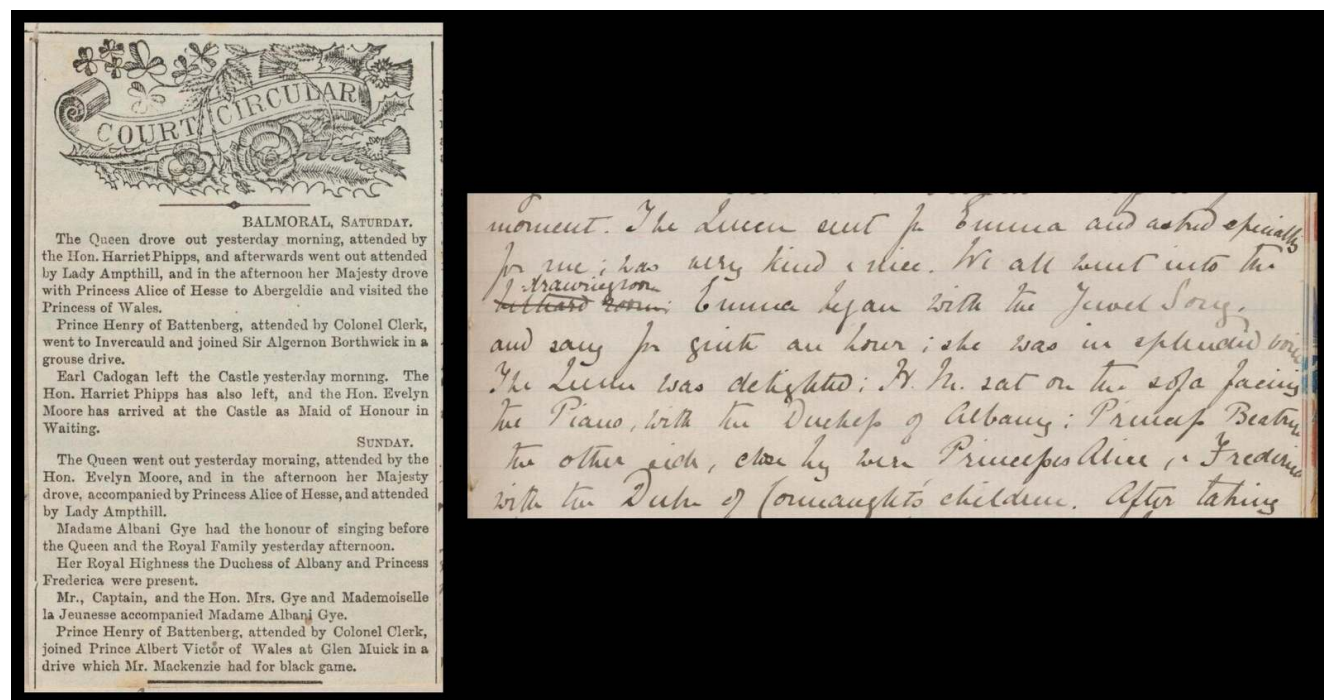 COURT CIRCULAR
BALMORAL, SATURDAY.
The Queen drove out yesterday morning, attended by
the Hon. Harriet Phipps, and afterwards went out attended
by Lady Ampthill, and in the afternoon her Majesty drove
with Princess Alice of Hesse to Abergeldie and visited the
Princess of Wales.
Prince Henry of Battenberg, attended by Colonel Clerk,
went to Invercauld and joined Sir Algernon Borthwick in a
grouse drive.
Earl Cadogan left the Castle yesterday morning. The
Hon. Harriet Phipps has also left, and the Hon. Evelyn
Moore has arrived at the Castle as Maid of Honour in
Waiting.
SUNDAY.
The Queen went out yesterday morning, attended by the
Hon. Evelyn Moore, and in the afternoon her Majesty
drove, accompanied by Princess Alice of Hesse, and attended
by Lady Ampthill.
Madame Albani Gye had the honour of singing before
the Queen and the Royal Family yesterday afternoon.
Her Royal Highness the Duchess of Albany and Princess
Frederica were present.
Mr., Captain, and the Hon. Mrs. Gye and Mademoiselle
la Jeunesse accompanied Madame Albani Gye.
Prince Henry of Battenberg, attended by Colonel Clerk,
joined Prince Albert Victor of Wales at Glen Muick in a
drive which Mr. Mackenzie had for black game.
moment. The Queen sent for Emma and asked specially
for me; was very kind & nice. We all went into the
drawingroom
billiard room; Emma began with the Jewel Song,
and sang for quite an hour; she was in splendid voice
The Queen was delighted; H. M. sat on the sofa facing
the Piano, with the Duchess of Albany; Princess Beatrice
the other side, close by were Princesses Alice, & Frederica
with the Duke of Connaught's children. After taking